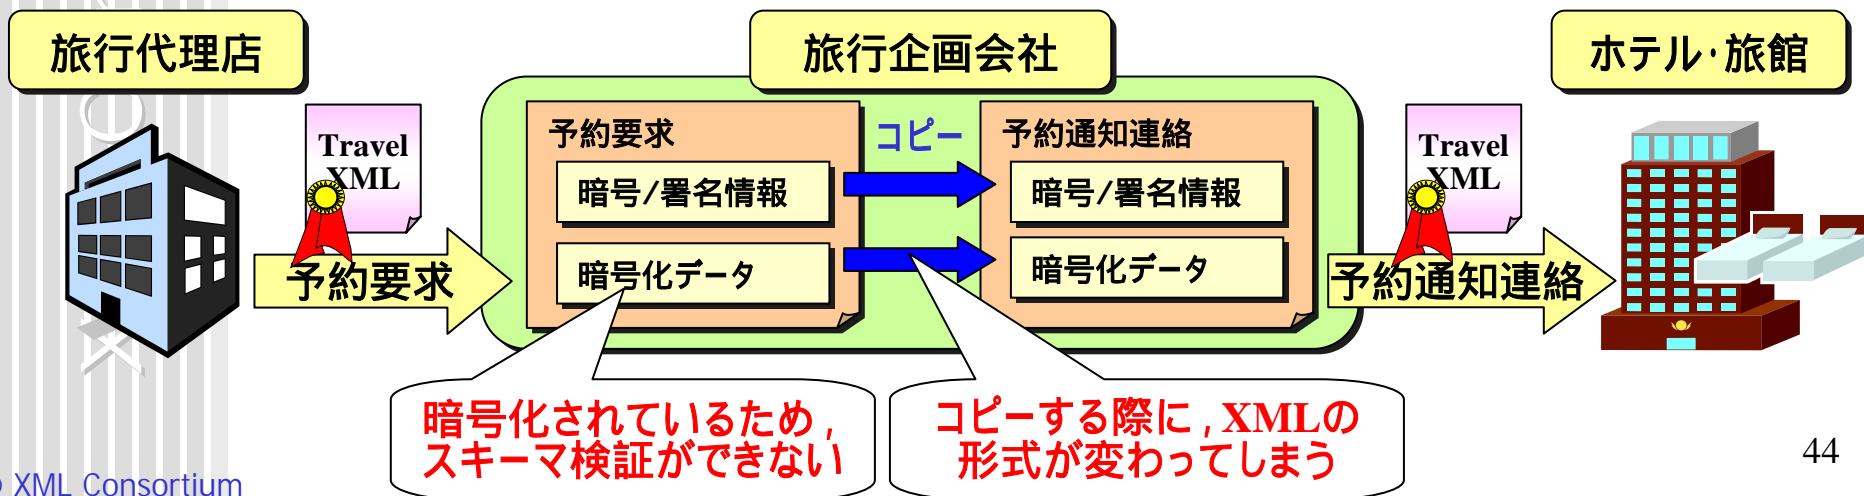 旅行代理店
旅行企画会社
ホテル・旅館
Travel
XML
予約要求
予約要求
暗号/署名情報
暗号化データ
コピー
予約通知連絡
暗号/署名情報
暗号化データ
Travel
XML
予約通知連絡
暗号化されているため,
スキーマ検証ができない
コピーする際に,XMLの
形式が変わってしまう
44
XML Consortium